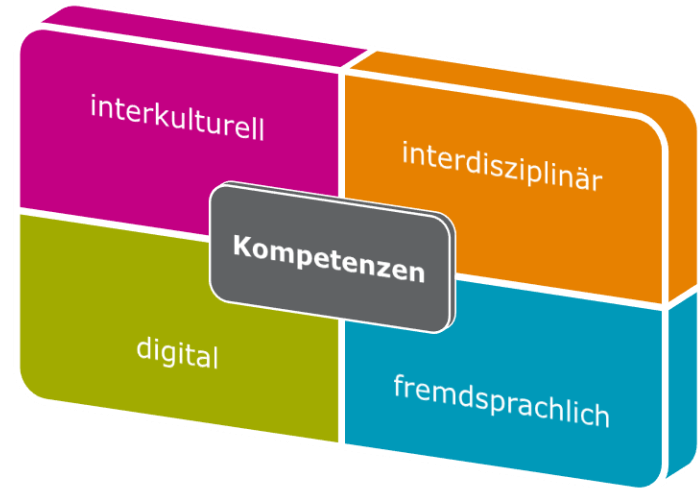 interkulturell
interdisziplinär
Kompetenzen
digital
fremdsprachlich